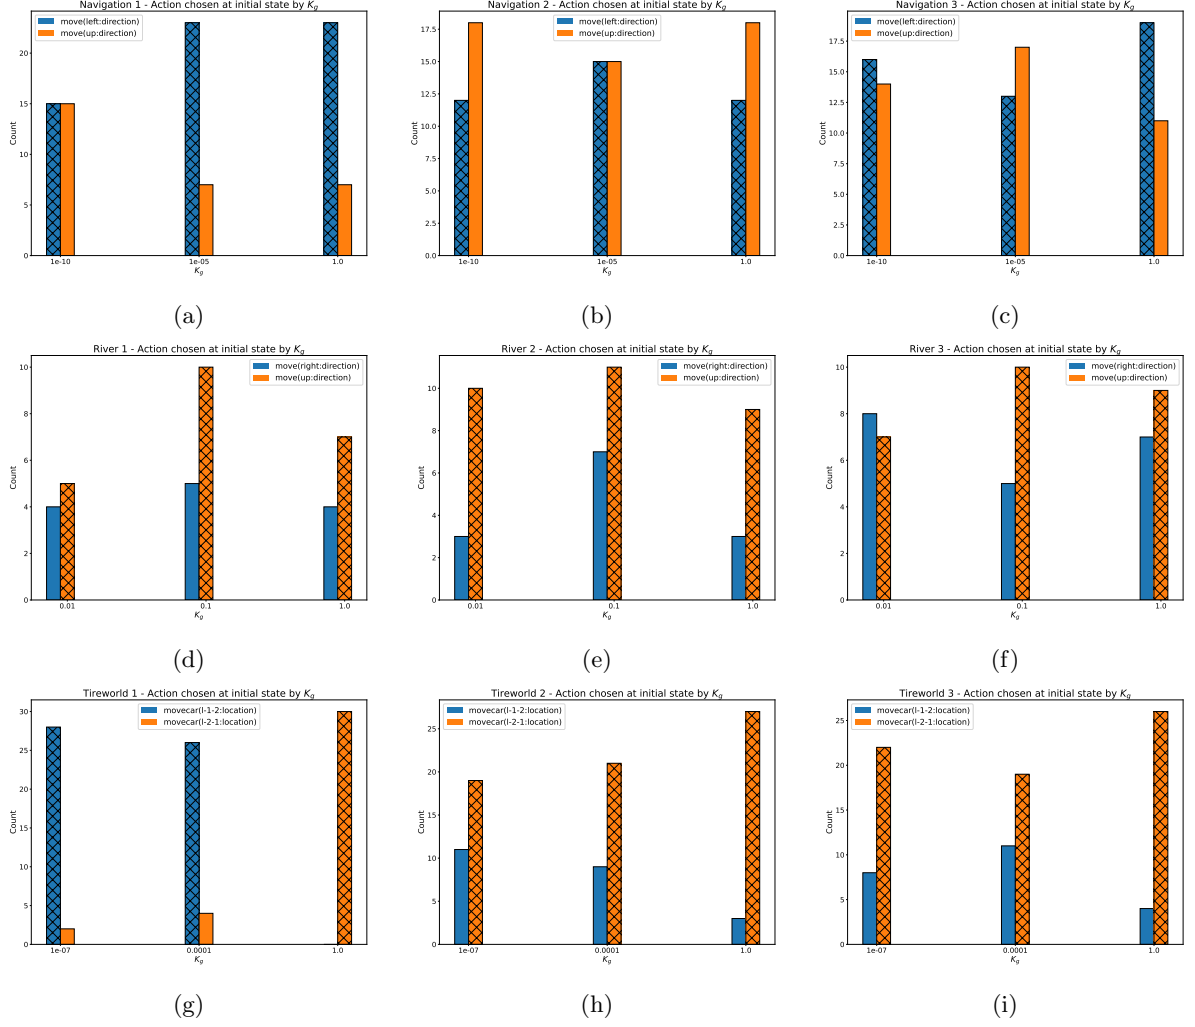 Navigation 1 - Action chosen at initial state by K_g
move(left:direction)
move(up:direction)
Count
20
15
10
5
0
1e-10
1e-05
1.0
K_g
(a)
Navigation 2 - Action chosen at initial state by K_g
move(left:direction)
move(up:direction)
Count
17.5
15.0
12.5
10.0
7.5
5.0
2.5
0.0
1e-10
1e-05
1.0
K_g
(b)
Navigation 3 - Action chosen at initial state by K_g
move(left:direction)
move(up:direction)
Count
17.5
15.0
12.5
10.0
7.5
5.0
2.5
0.0
1e-10
1e-05
1.0
K_g
(c)
River 1 - Action chosen at initial state by K_g
move(right:direction)
move(up:direction)
Count
10
8
6
4
2
0
0.01
0.1
1.0
K_g
(d)
River 2 - Action chosen at initial state by K_g
move(right:direction)
move(up:direction)
Count
10
8
6
4
2
0
0.01
0.1
1.0
K_g
(e)
River 3 - Action chosen at initial state by K_g
move(right:direction)
move(up:direction)
Count
10
8
6
4
2
0
0.01
0.1
1.0
K_g
(f)
Tireworld 1 - Action chosen at initial state by K_g
movecar(l-1-2:location)
movecar(l-2-1:location)
Count
30
25
20
15
10
5
0
1e-07
0.0001
1.0
K_g
(g)
Tireworld 2 - Action chosen at initial state by K_g
movecar(l-1-2:location)
movecar(l-2-1:location)
Count
25
20
15
10
5
0
1e-07
0.0001
1.0
K_g
(h)
Tireworld 3 - Action chosen at initial state by K_g
movecar(l-1-2:location)
movecar(l-2-1:location)
Count
25
20
15
10
5
0
1e-07
0.0001
1.0
K_g
(i)